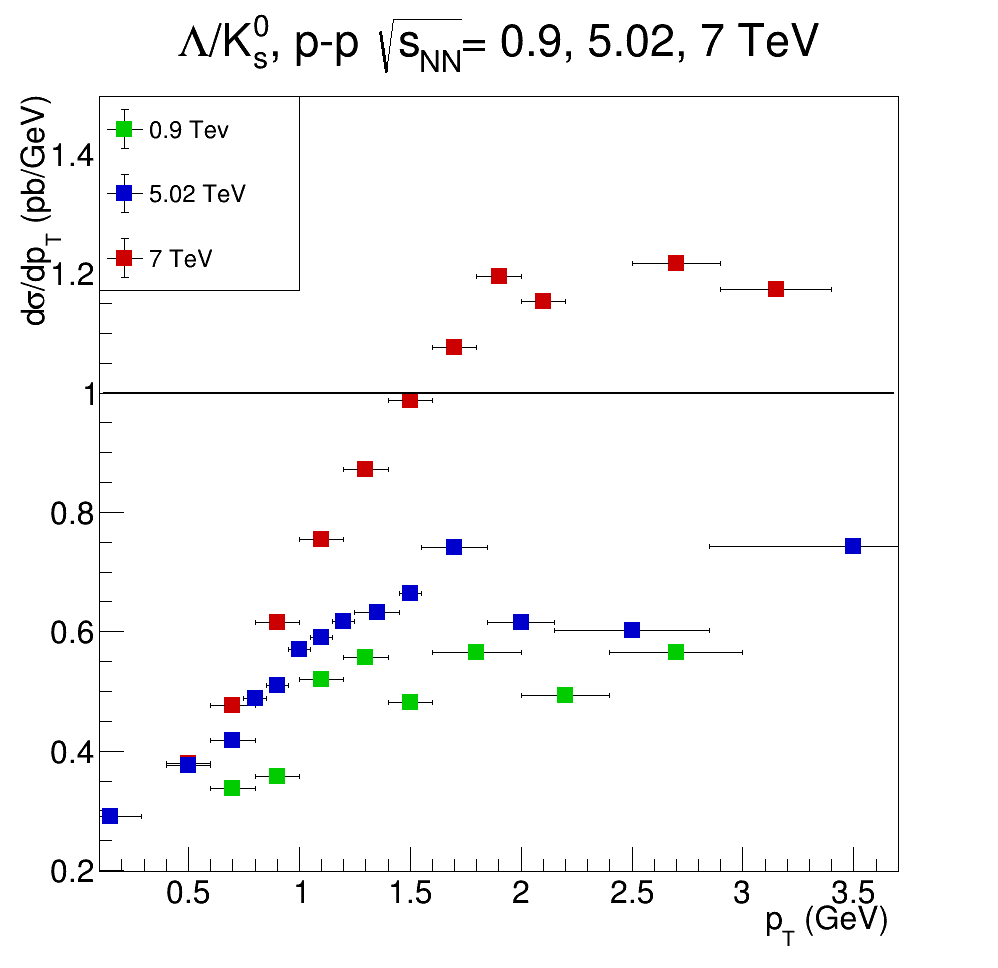 Λ/K⁰ₛ, p-p √sNN= 0.9, 5.02, 7 TeV
dσ/dpT (pb/GeV)
0.9 Tev
5.02 TeV
7 TeV
1.4
1.2
1
0.8
0.6
0.4
0.2
0.5 1 1.5 2 2.5 3 3.5
pT (GeV)